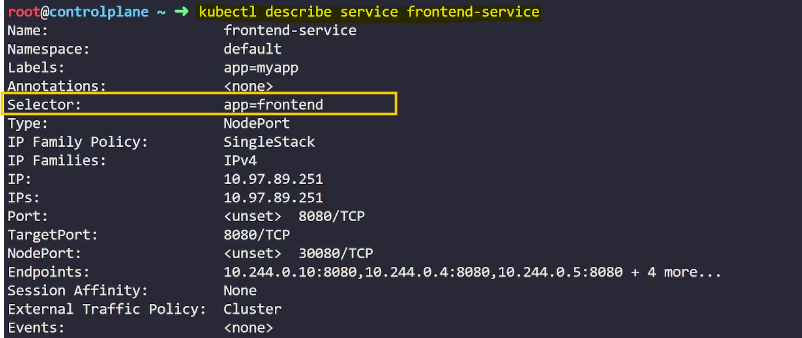 root@controlplane ~ ➜ kubectl describe service frontend-service
Name: frontend-service
Namespace: default
Labels: app=myapp
Annotations: <none>
Selector: app=frontend
Type: NodePort
IP Family Policy: SingleStack
IP Families: IPv4
IP: 10.97.89.251
IPs: 10.97.89.251
Port: <unset> 8080/TCP
TargetPort: 8080/TCP
NodePort: <unset> 30080/TCP
Endpoints: 10.244.0.10:8080,10.244.0.4:8080,10.244.0.5:8080 + 4 more...
Session Affinity: None
External Traffic Policy: Cluster
Events: <none>